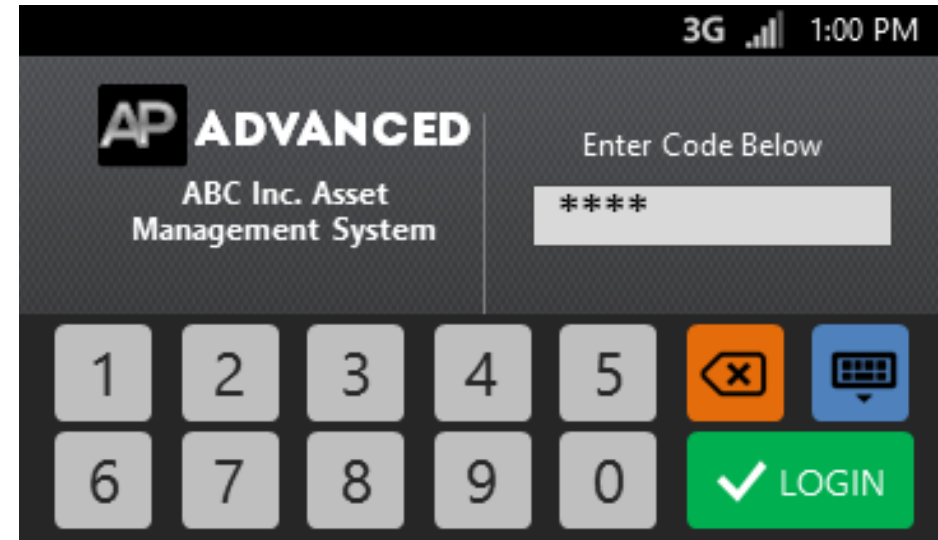 3G 1:00 PM
AP ADVANCED
ABC Inc. Asset
Management System
Enter Code Below
****
1 2 3 4 5
6 7 8 9 0 LOGIN